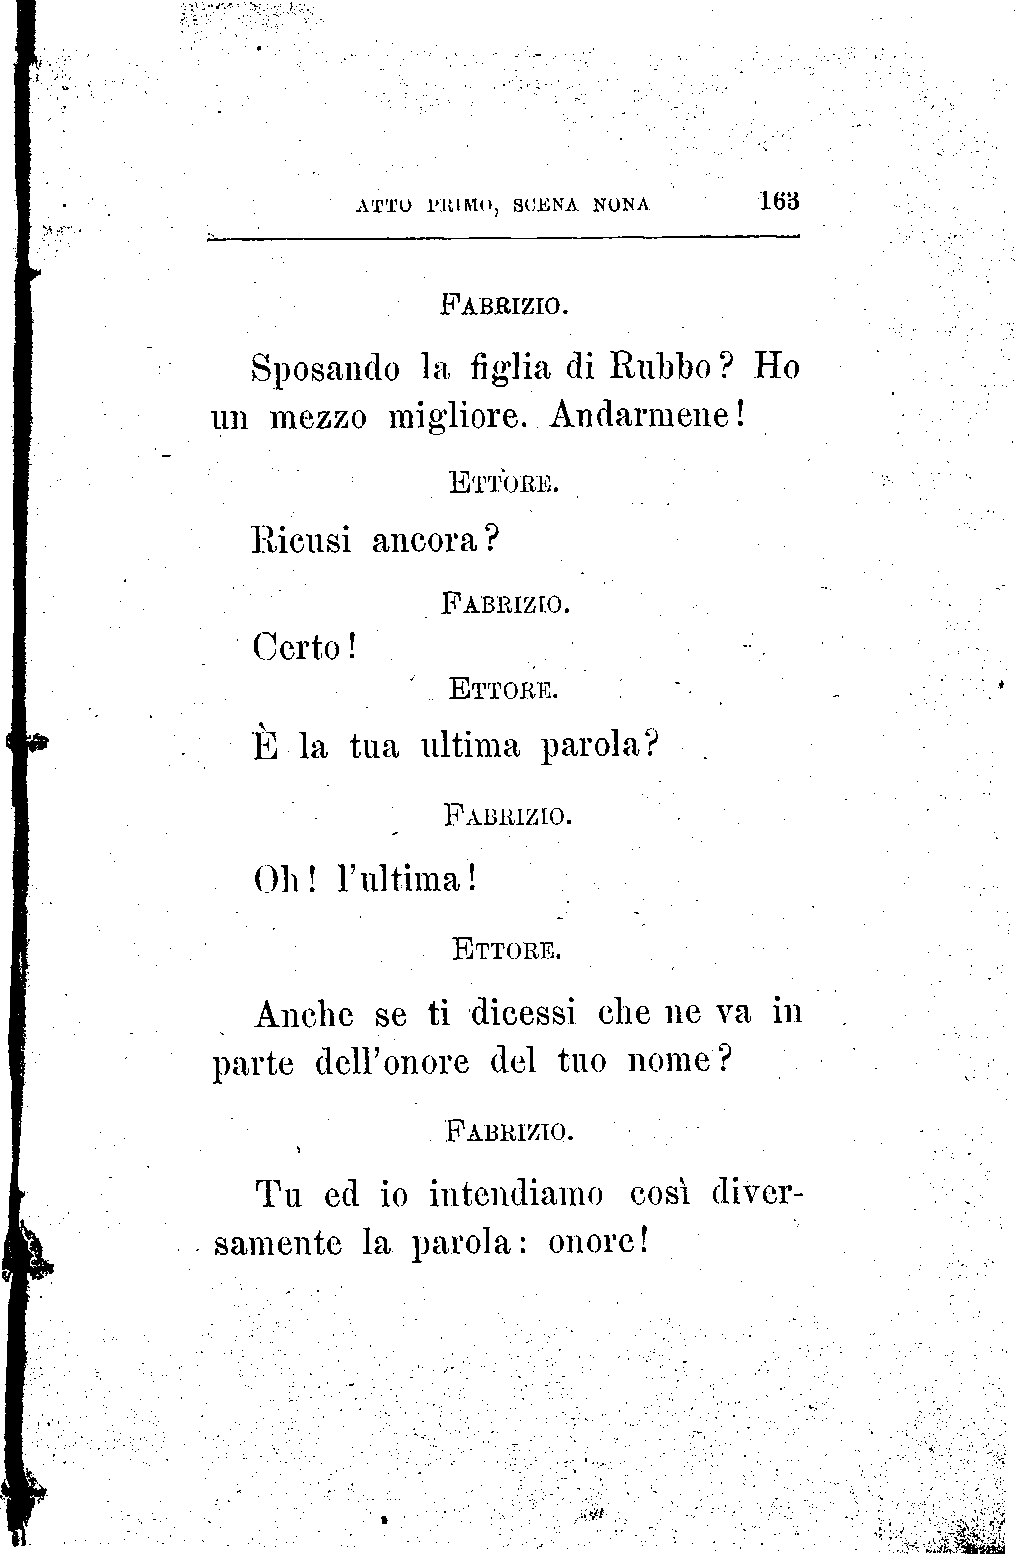 ATTO PRIMO, SCENA NONA 163
FABRIZIO.
Sposando la figlia di Rubbo? Ho
un mezzo migliore. Andarmene!
ETTORE.
Ricusi ancora?
FABRIZIO.
Certo!
ETTORE.
È la tua ultima parola?
FABRIZIO.
Oh! l'ultima!
ETTORE.
Anche se ti dicessi che ne va in
parte dell'onore del tuo nome?
FABRIZIO.
Tu ed io intendiamo così diver-
samente la parola: onore!